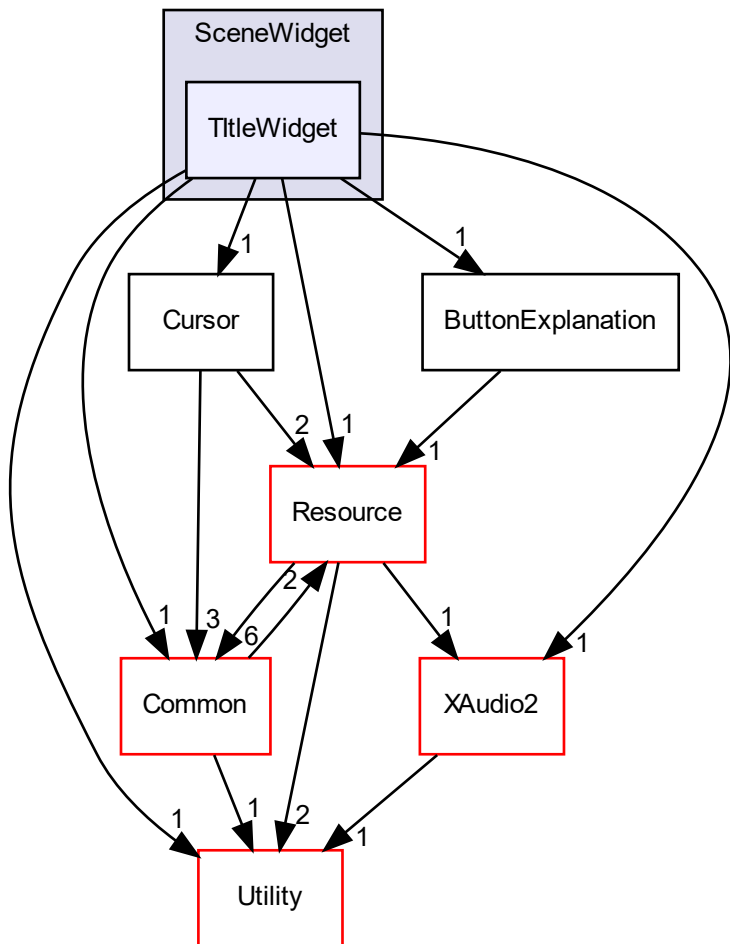 SceneWidget
TItleWidget
1
1
Cursor
ButtonExplanation
2
1
1
Resource
2
1
1
3
6
1
Common
XAudio2
1
1
2
1
Utility